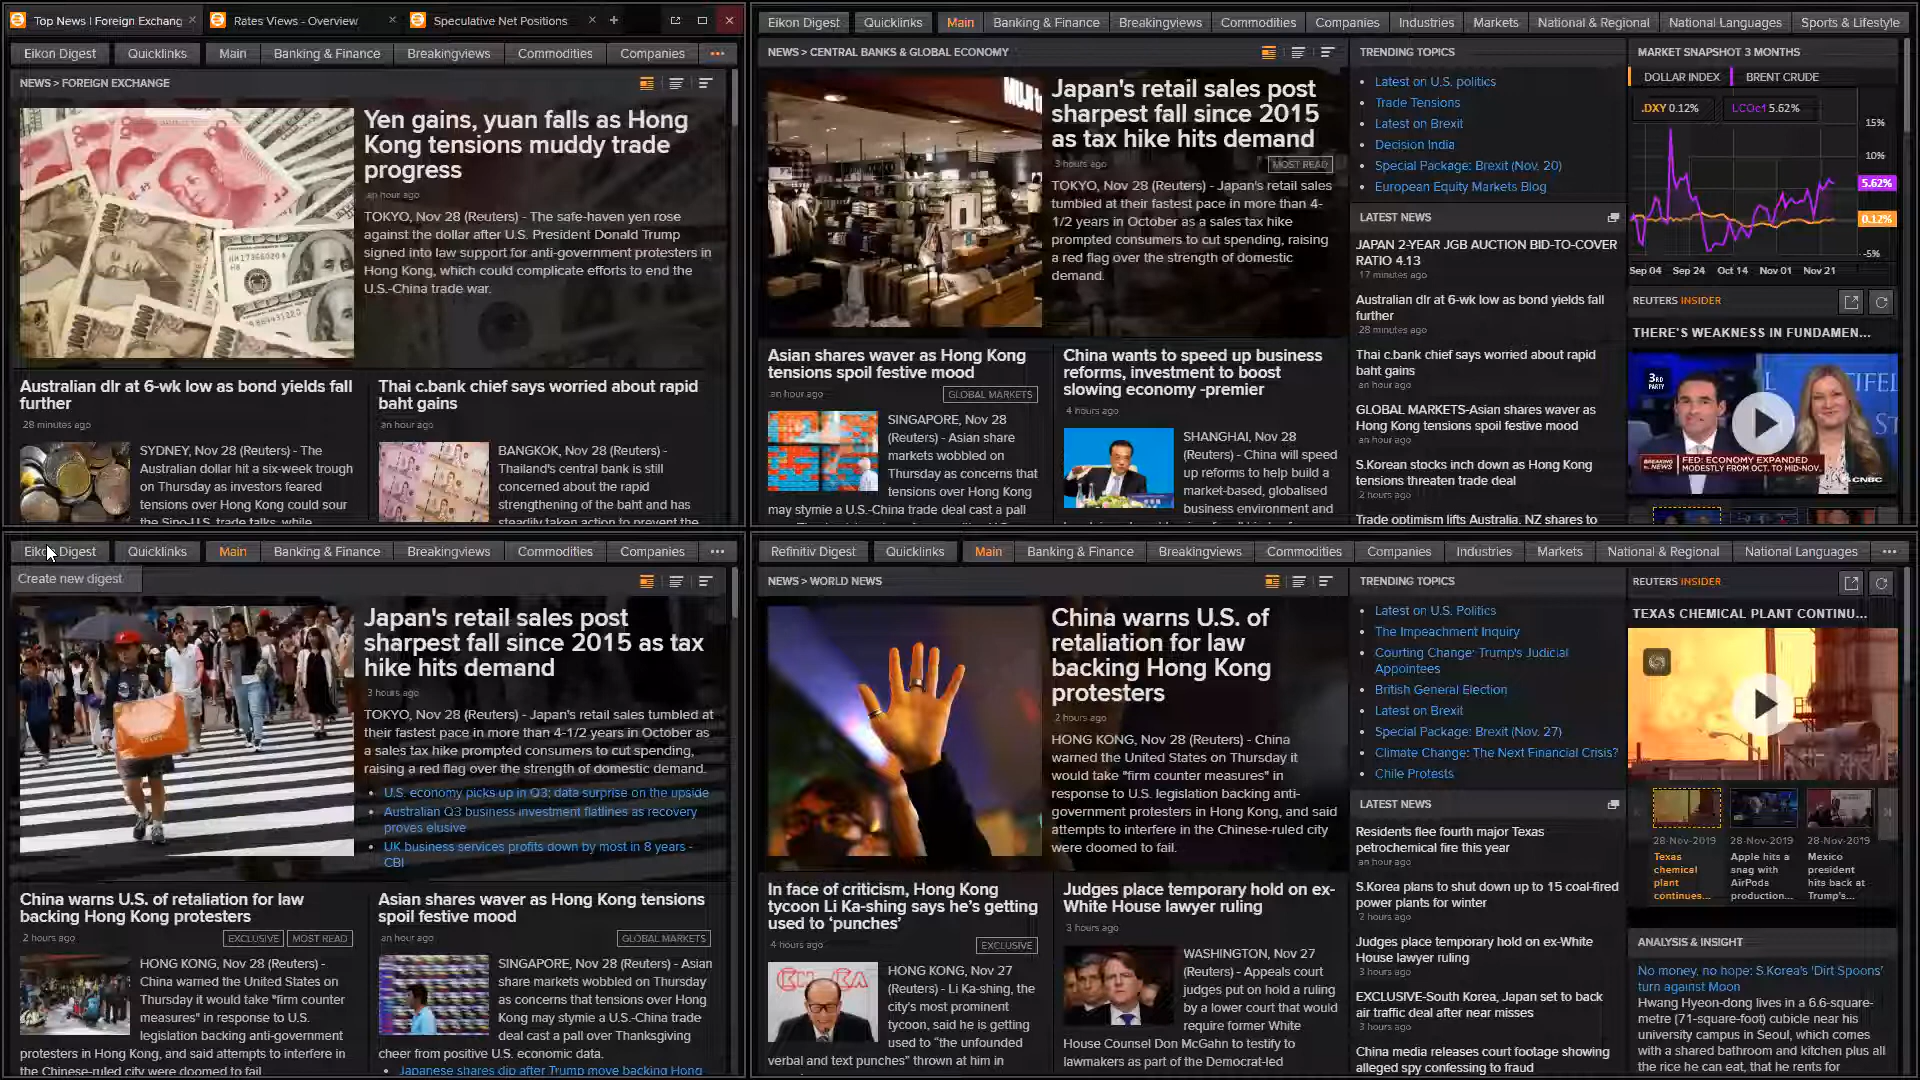 Top News | Foreign Exchang
Rates Views - Overview
Speculative Net Positions
Eikon Digest
Quicklinks
Main
Banking & Finance
Breakingviews
Commodities
Companies
NEWS > FOREIGN EXCHANGE
Yen gains, yuan falls as Hong
Kong tensions muddy trade
progress
an hour ago
TOKYO, Nov 28 (Reuters) - The safe-haven yen rose
against the dollar after U.S. President Donald Trump
signed into law support for anti-government protesters in
Hong Kong, which could complicate efforts to end the
U.S.-China trade war.
Australian dlr at 6-wk low as bond yields fall
further
28 minutes ago
SYDNEY, Nov 28 (Reuters) - The
Australian dollar hit a six-week trough
on Thursday as investors feared
tensions over Hong Kong could sour
the Sino-U.S. trade talks, while
Thai c.bank chief says worried about rapid
baht gains
an hour ago
BANGKOK, Nov 28 (Reuters) -
Thailand's central bank is still
concerned about the rapid
strengthening of the baht and has
steadily taken action to prevent the
Eikon Digest
Quicklinks
Main
Banking & Finance
Breakingviews
Commodities
Companies
Industries
Markets
National & Regional
National Languages
Sports & Lifestyle
NEWS > CENTRAL BANKS & GLOBAL ECONOMY
MUJI
Japan's retail sales post
sharpest fall since 2015
as tax hike hits demand
3 hours ago
MOST READ
TOKYO, Nov 28 (Reuters) - Japan's retail sales
tumbled at their fastest pace in more than 4-
1/2 years in October as a sales tax hike
prompted consumers to cut spending, raising
a red flag over the strength of domestic
demand.
Asian shares waver as Hong Kong
tensions spoil festive mood
an hour ago
GLOBAL MARKETS
SINGAPORE, Nov 28
(Reuters) - Asian share
markets wobbled on
Thursday as concerns that
tensions over Hong Kong
may stymie a U.S.-China trade deal cast a pall
China wants to speed up business
reforms, investment to boost
slowing economy -premier
4 hours ago
SHANGHAI, Nov 28
(Reuters) - China will speed
up reforms to help build a
market-based, globalised
business environment and
TRENDING TOPICS
Latest on U.S. politics
Trade Tensions
Latest on Brexit
Decision India
Special Package: Brexit (Nov. 20)
European Equity Markets Blog
LATEST NEWS
JAPAN 2-YEAR JGB AUCTION BID-TO-COVER
RATIO 4.13
17 minutes ago
Australian dlr at 6-wk low as bond yields fall
further
28 minutes ago
Thai c.bank chief says worried about rapid
baht gains
an hour ago
GLOBAL MARKETS-Asian shares waver as
Hong Kong tensions spoil festive mood
an hour ago
S.Korean stocks inch down as Hong Kong
tensions threaten trade deal
2 hours ago
Trade optimism lifts Australia, NZ shares to
MARKET SNAPSHOT 3 MONTHS
DOLLAR INDEX
BRENT CRUDE
.DXY 0.12%
LCOc1 5.62%
15%
10%
5.62%
0.12%
-5%
Sep 04
Sep 24
Oct 14
Nov 01
Nov 21
REUTERS INSIDER
THERE'S WEAKNESS IN FUNDAMEN...
3RD
PARTY
BREAKING
NEWS
FED: ECONOMY EXPANDED
MODESTLY FROM OCT. TO MID-NOV.
CNBC
Eikon Digest
Quicklinks
Main
Banking & Finance
Breakingviews
Commodities
Companies
Create new digest
Japan's retail sales post
sharpest fall since 2015 as tax
hike hits demand
3 hours ago
TOKYO, Nov 28 (Reuters) - Japan's retail sales tumbled at
their fastest pace in more than 4-1/2 years in October as
a sales tax hike prompted consumers to cut spending,
raising a red flag over the strength of domestic demand.
U.S. economy picks up in Q3; data surprise on the upside
Australian Q3 business investment flatlines as recovery
proves elusive
UK business services profits down by most in 8 years -
CBI
China warns U.S. of retaliation for law
backing Hong Kong protesters
2 hours ago
EXCLUSIVE
MOST READ
HONG KONG, Nov 28 (Reuters) -
China warned the United States on
Thursday it would take "firm counter
measures" in response to U.S.
legislation backing anti-government
protesters in Hong Kong, and said attempts to interfere in
the Chinese-ruled city were doomed to fail.
Asian shares waver as Hong Kong tensions
spoil festive mood
an hour ago
GLOBAL MARKETS
SINGAPORE, Nov 28 (Reuters) - Asian
share markets wobbled on Thursday
as concerns that tensions over Hong
Kong may stymie a U.S.-China trade
deal cast a pall over Thanksgiving
cheer from positive U.S. economic data.
Japanese shares dip after Trump move backing Hong
Refinitiv Digest
Quicklinks
Main
Banking & Finance
Breakingviews
Commodities
Companies
Industries
Markets
National & Regional
National Languages
NEWS > WORLD NEWS
China warns U.S. of
retaliation for law
backing Hong Kong
protesters
2 hours ago
HONG KONG, Nov 28 (Reuters) - China
warned the United States on Thursday it
would take "firm counter measures" in
response to U.S. legislation backing anti-
government protesters in Hong Kong, and said
attempts to interfere in the Chinese-ruled city
were doomed to fail.
In face of criticism, Hong Kong
tycoon Li Ka-shing says he's getting
used to 'punches'
4 hours ago
EXCLUSIVE
HONG KONG, Nov 27
(Reuters) - Li Ka-shing, the
city's most prominent
tycoon, said he is getting
used to "the unfounded
verbal and text punches" thrown at him in
Judges place temporary hold on ex-
White House lawyer ruling
3 hours ago
WASHINGTON, Nov 27
(Reuters) - Appeals court
judges put on hold a ruling
by a lower court that would
require former White
House Counsel Don McGahn to testify to
lawmakers as part of the Democrat-led
TRENDING TOPICS
Latest on U.S. Politics
The Impeachment Inquiry
Courting Change: Trump's Judicial
Appointees
British General Election
Latest on Brexit
Special Package: Brexit (Nov. 27)
Climate Change: The Next Financial Crisis?
Chile Protests
LATEST NEWS
Residents flee fourth major Texas
petrochemical fire this year
an hour ago
S.Korea plans to shut down up to 15 coal-fired
power plants for winter
2 hours ago
Judges place temporary hold on ex-White
House lawyer ruling
3 hours ago
EXCLUSIVE-South Korea, Japan set to back
air traffic deal after near misses
3 hours ago
China media releases court footage showing
alleged spy confessing to fraud
REUTERS INSIDER
TEXAS CHEMICAL PLANT CONTINU...
28-Nov-2019
Texas
chemical
plant
continues...
28-Nov-2019
Apple hits a
snag with
AirPods
production...
28-Nov-2019
Mexico
president
hits back at
Trump's...
ANALYSIS & INSIGHT
No money, no hope: S.Korea's 'Dirt Spoons'
turn against Moon
Hwang Hyeon-dong lives in a 6.6-square-
metre (71-square-foot) cubicle near his
university campus in Seoul, which comes
with a shared bathroom and kitchen plus all
the rice he can eat, that he rents for